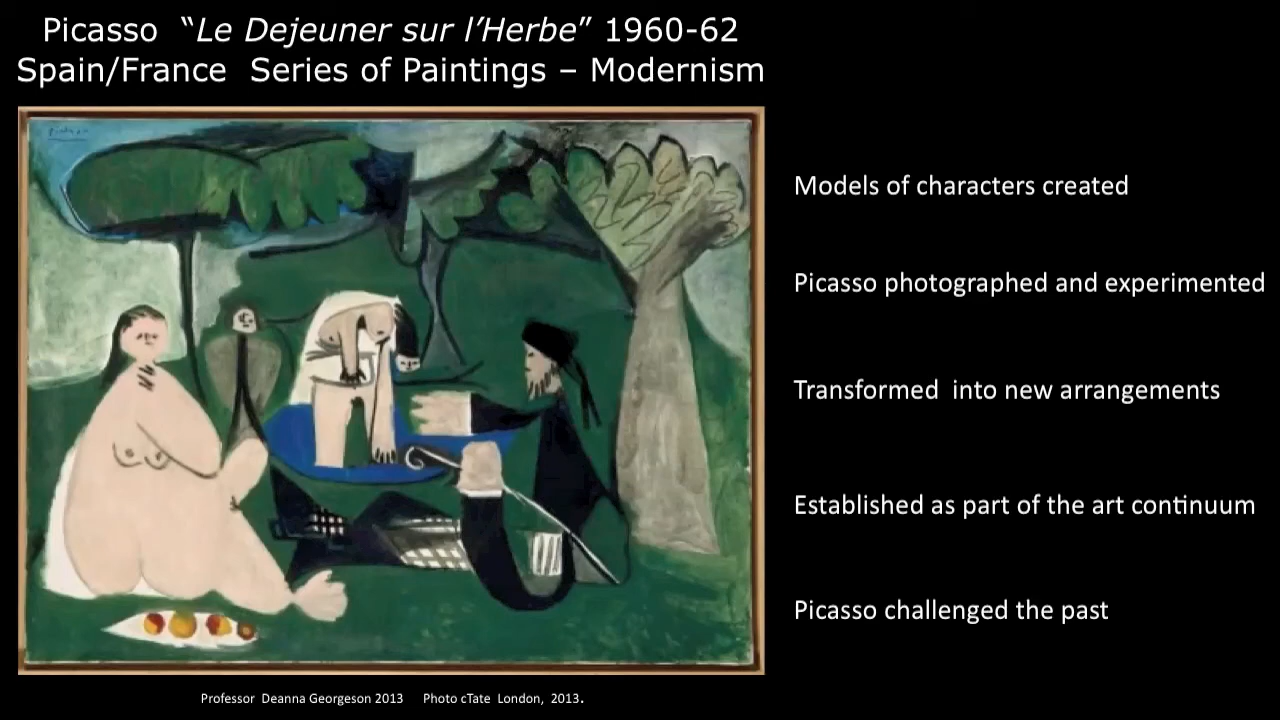 Picasso “Le Dejeuner sur l’Herbe” 1960-62
Spain/France Series of Paintings – Modernism
Picasso
Models of characters created
Picasso photographed and experimented
Transformed into new arrangements
Established as part of the art continuum
Picasso challenged the past
Professor Deanna Georgeson 2013 Photo cTate London, 2013.